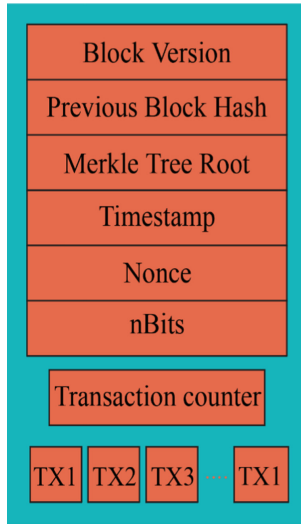 Block Version
Previous Block Hash
Merkle Tree Root
Timestamp
Nonce
nBits
Transaction counter
TX1 TX2 TX3 ..... TX1